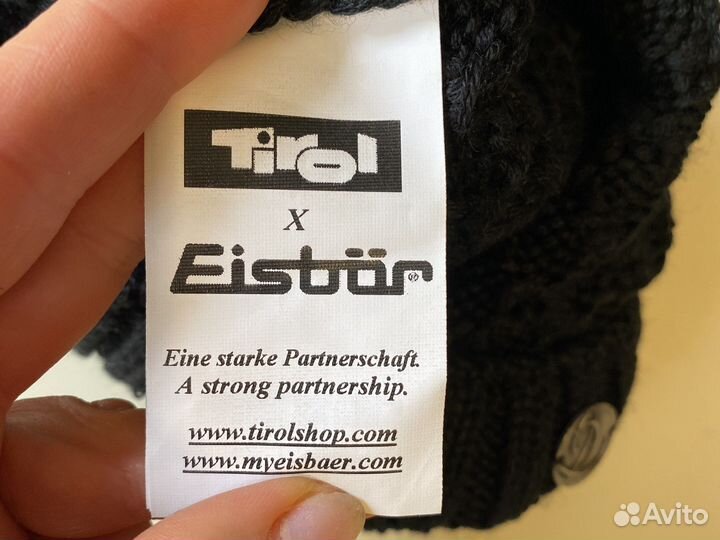 Tirol
X
Eisbär®
Eine starke Partnerschaft.
A strong partnership.
www.tirolshop.com
www.myeisbaer.com
Avito